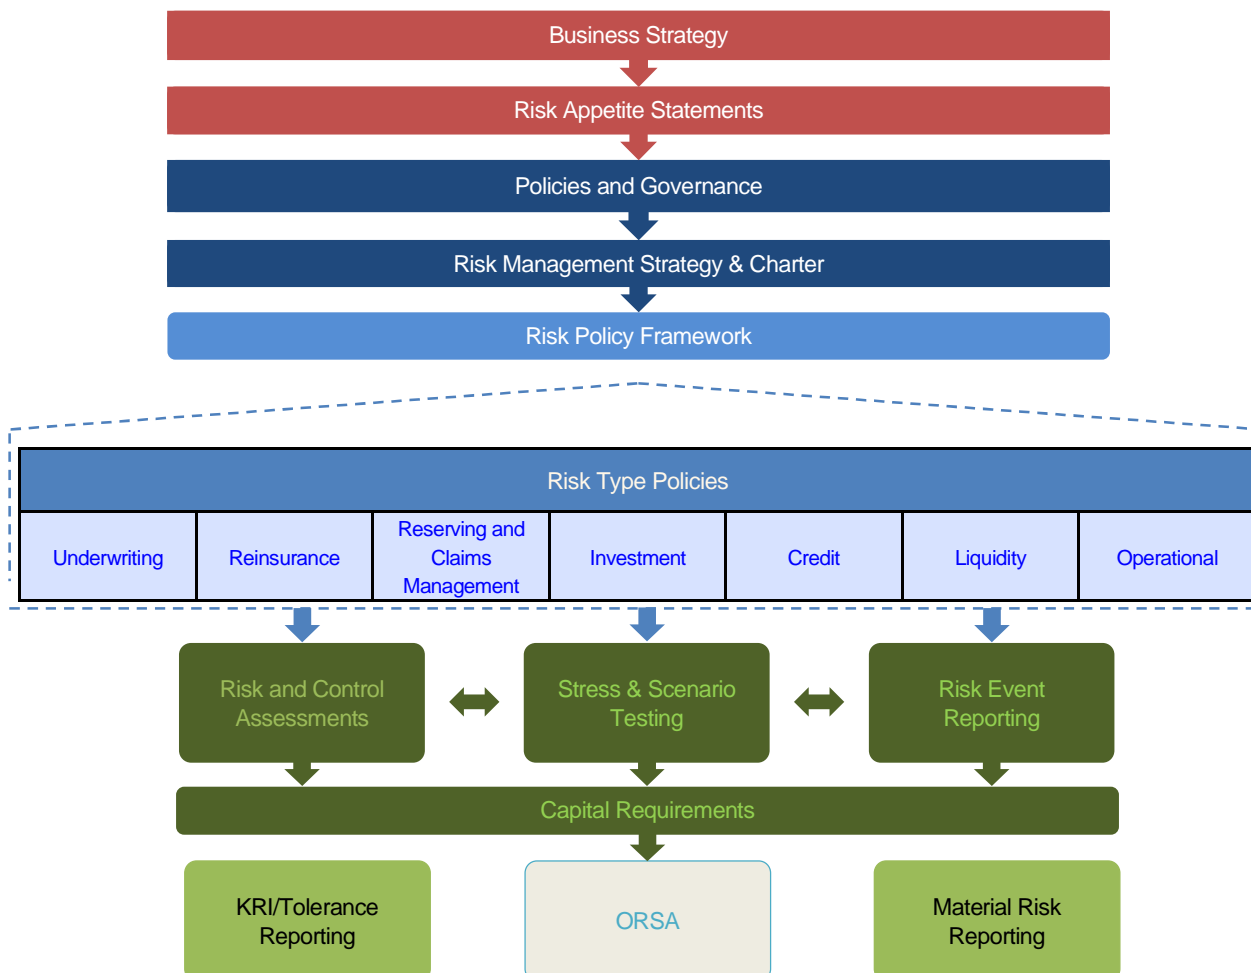 Business Strategy
Risk Appetite Statements
Policies and Governance
Risk Management Strategy & Charter
Risk Policy Framework
Risk Type Policies
Underwriting
Reinsurance
Reserving and
Claims
Management
Investment
Credit
Liquidity
Operational
Risk and Control
Assessments
Stress & Scenario
Testing
Risk Event
Reporting
Capital Requirements
KRI/Tolerance
Reporting
ORSA
Material Risk
Reporting